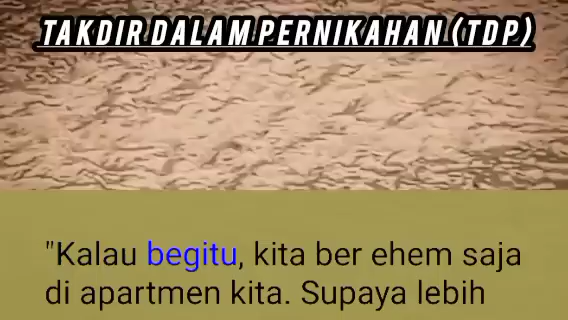 TAKDIR DALAM PERNIKAHAN (TDP)
"Kalau begitu, kita ber ehem saja
di apartmen kita. Supaya lebih